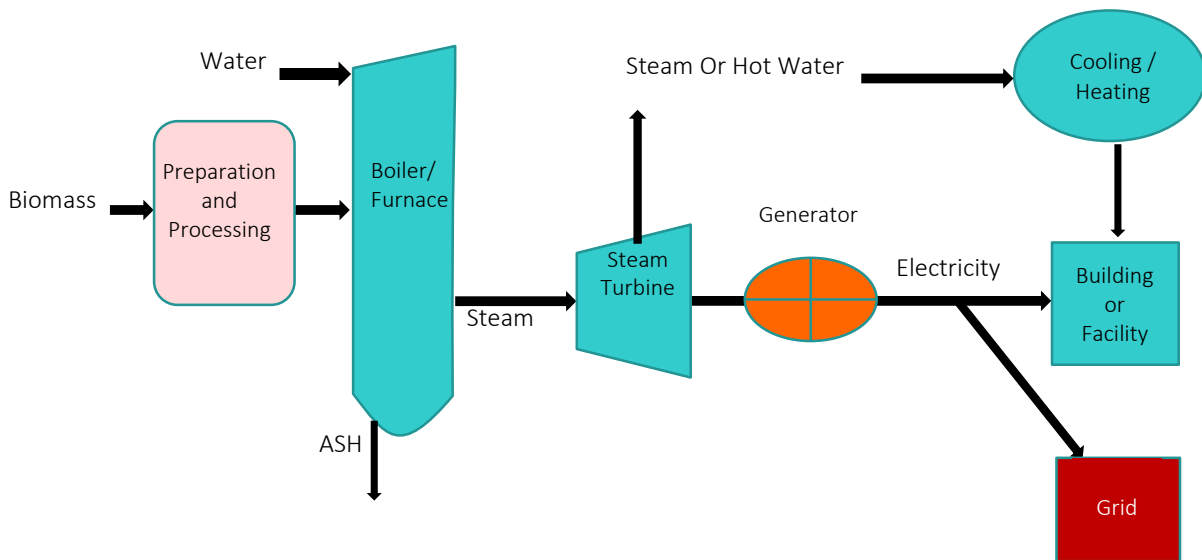 Water
Steam Or Hot Water
Cooling /
Heating
Preparation
and
Processing
Boiler/
Furnace
Biomass
Generator
Steam
Turbine
Electricity
Building
or
Facility
Steam
ASH
Grid